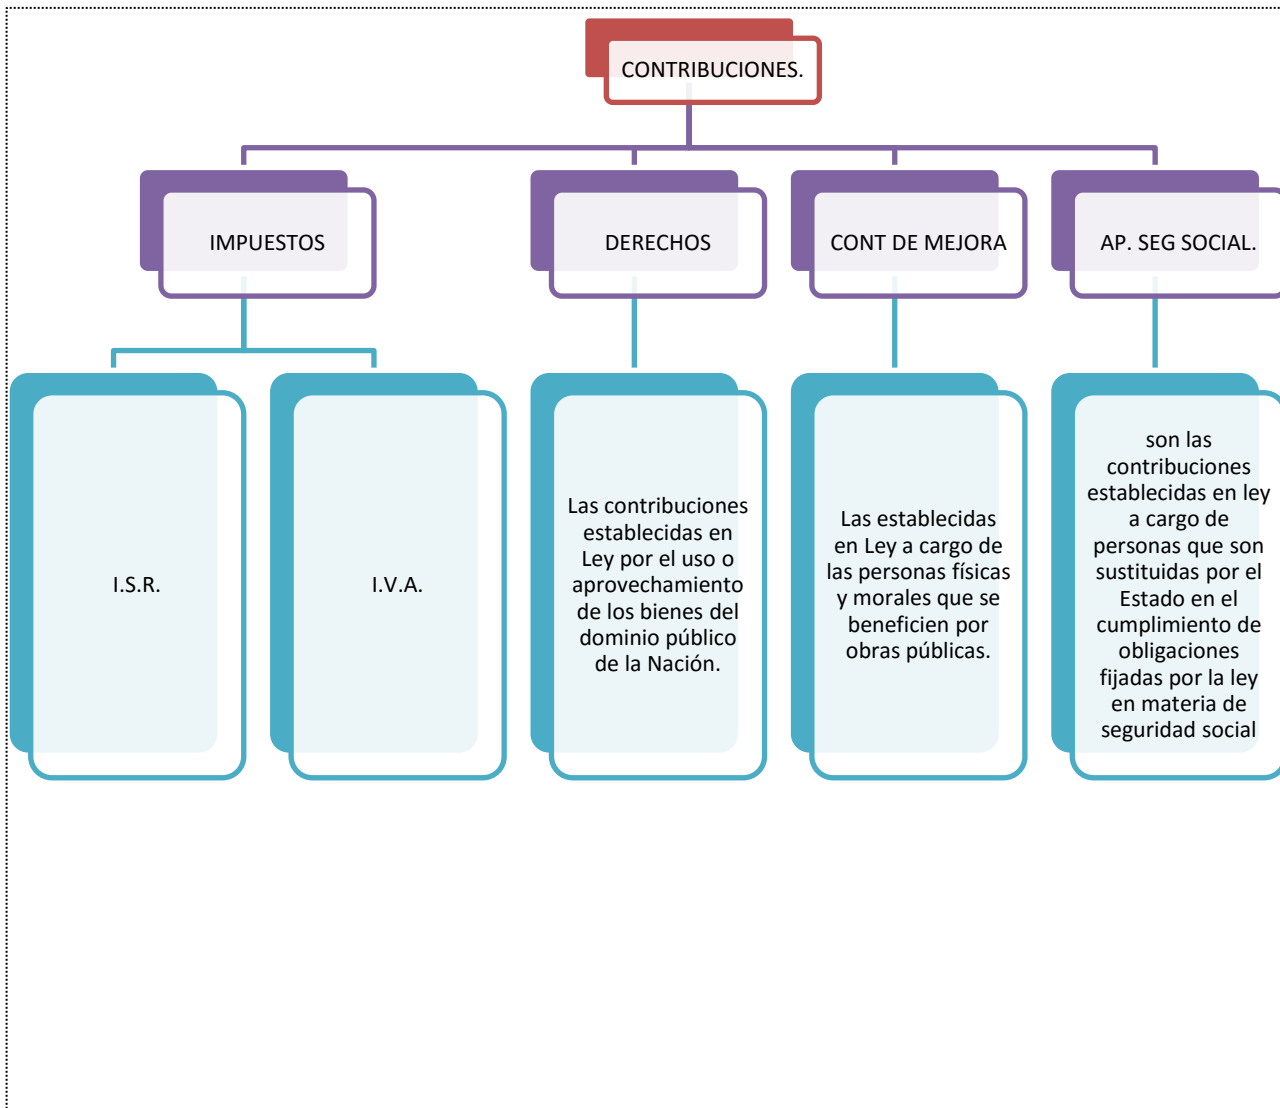 CONTRIBUCIONES.
IMPUESTOS
DERECHOS
CONT DE MEJORA
AP. SEG SOCIAL.
I.S.R.
I.V.A.
Las contribuciones
establecidas en
Ley por el uso o
aprovechamiento
de los bienes del
dominio público
de la Nación.
Las establecidas
en Ley a cargo de
las personas físicas
y morales que se
beneficien por
obras públicas.
son las
contribuciones
establecidas en ley
a cargo de
personas que son
sustituidas por el
Estado en el
cumplimiento de
obligaciones
fijadas por la ley
en materia de
seguridad social